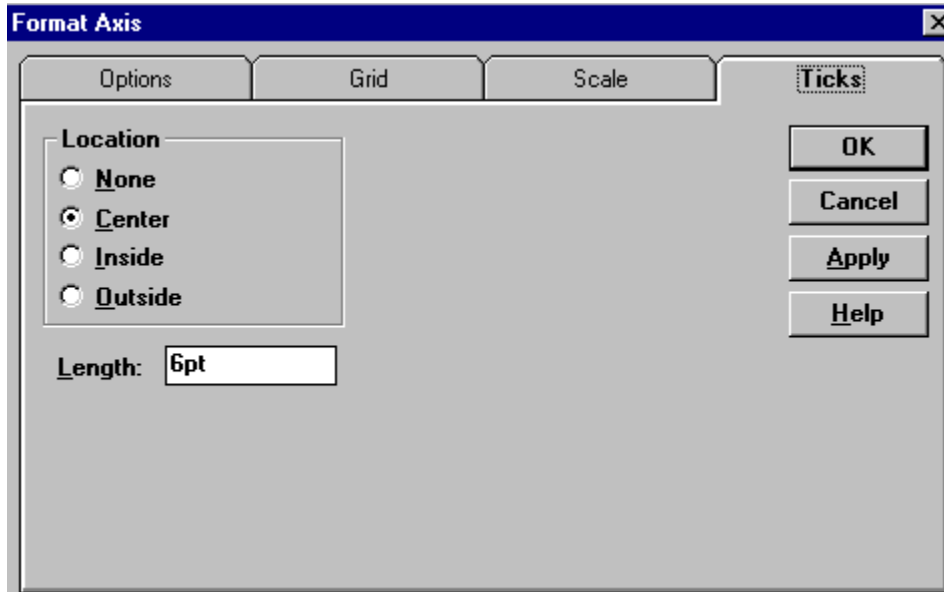 Format Axis
Options Grid Scale Ticks
Location
None
Center
Inside
Outside
Length: 6pt
OK
Cancel
Apply
Help